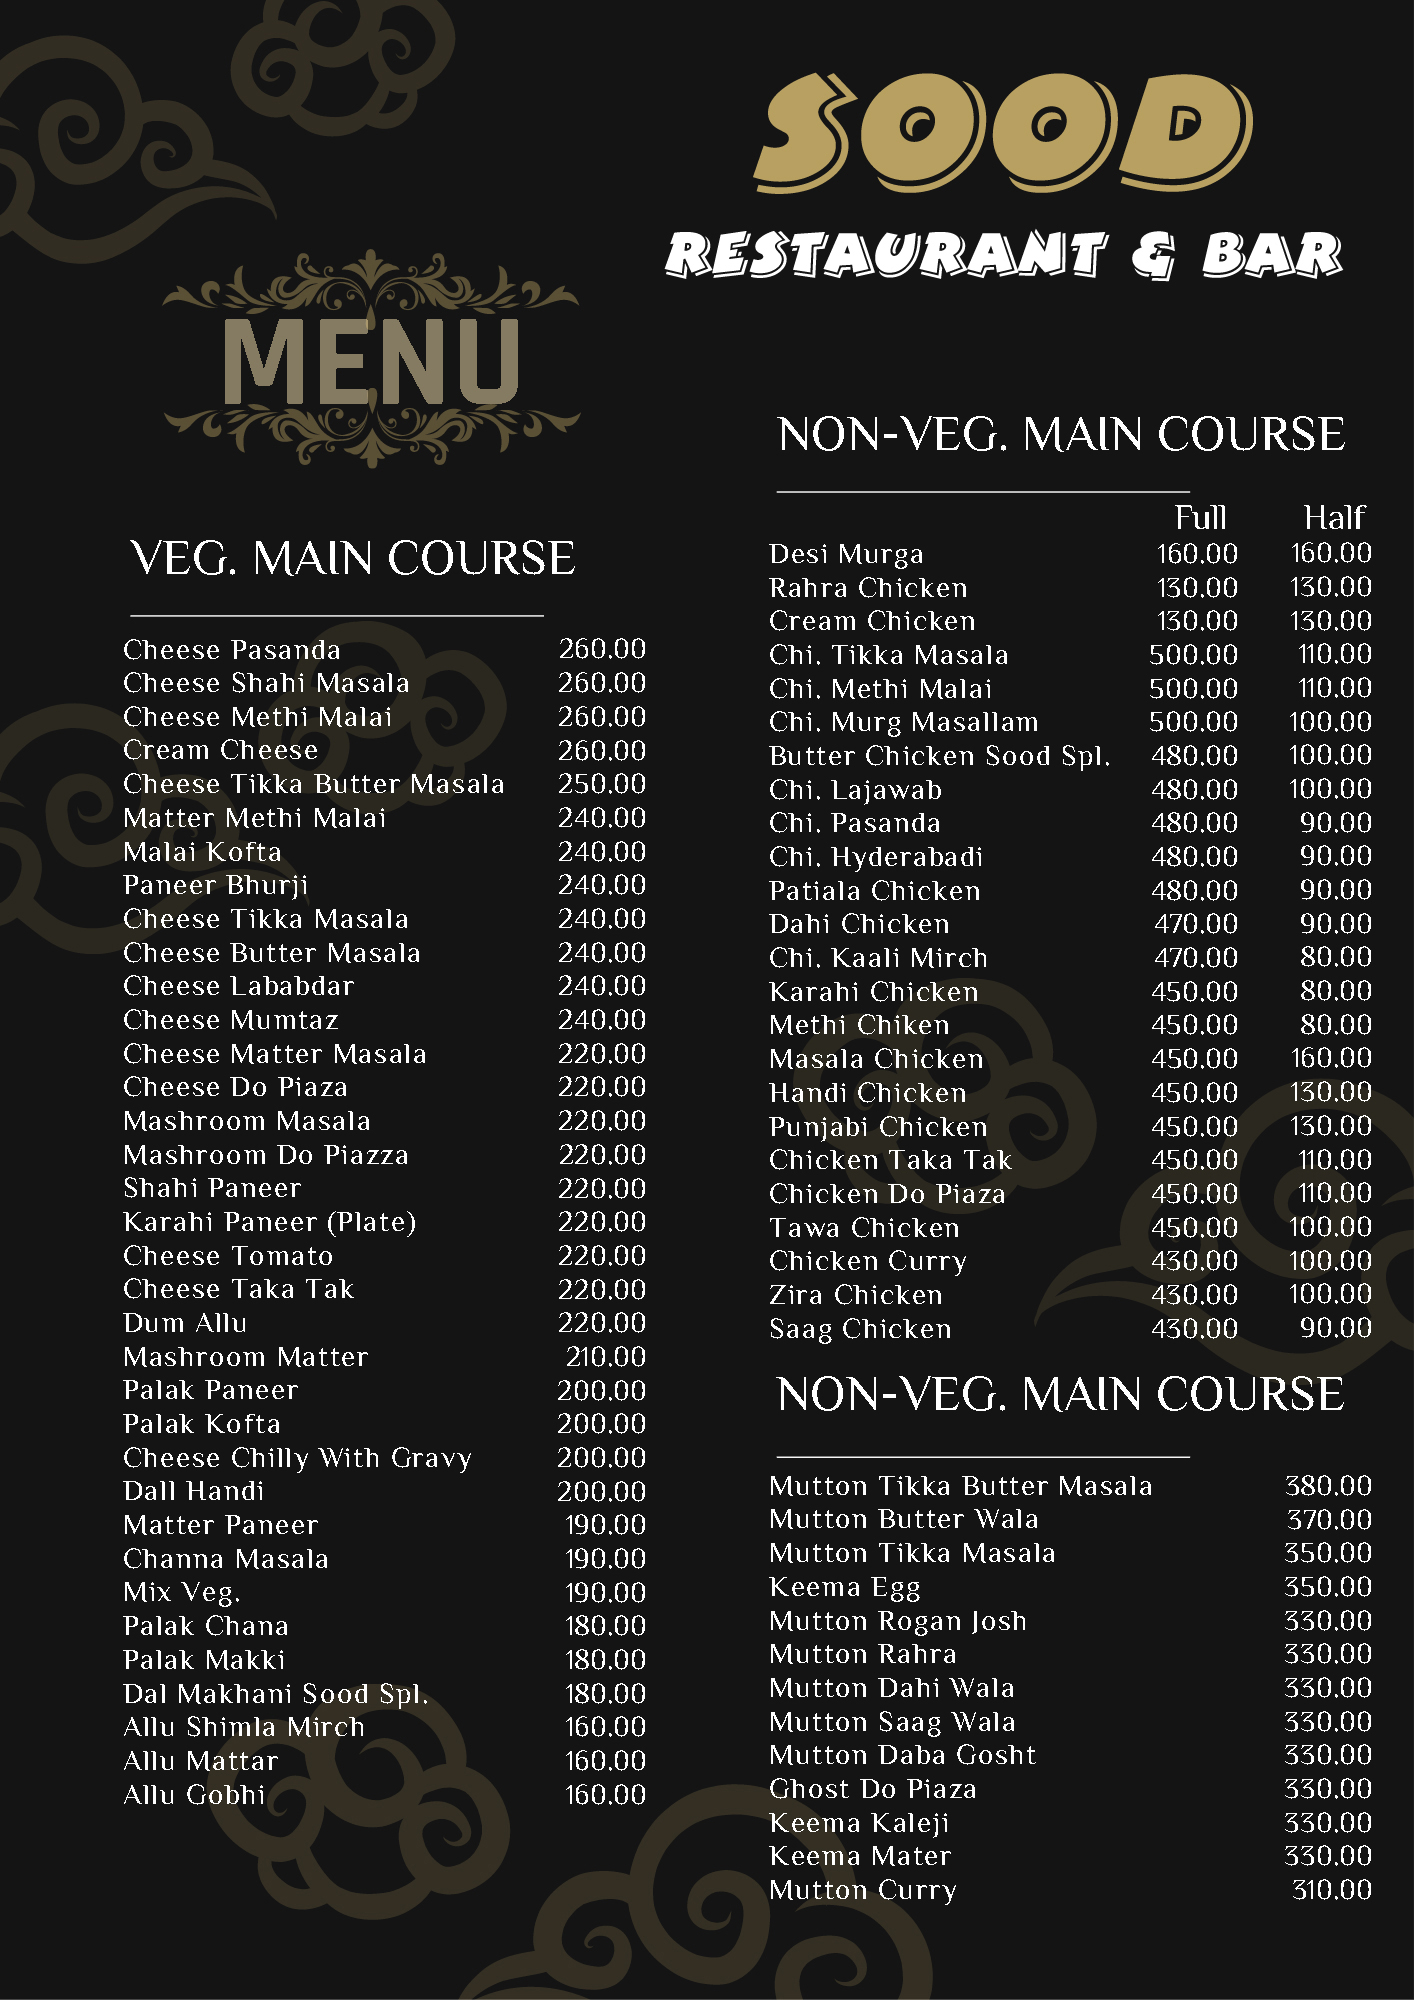 SOOD
RESTAURANT & BAR
MENU
VEG. MAIN COURSE
Cheese Pasanda 260.00
Cheese Shahi Masala 260.00
Cheese Methi Malai 260.00
Cream Cheese 260.00
Cheese Tikka Butter Masala 250.00
Matter Methi Malai 240.00
Malai Kofta 240.00
Paneer Bhurji 240.00
Cheese Tikka Masala 240.00
Cheese Butter Masala 240.00
Cheese Lababdar 240.00
Cheese Mumtaz 240.00
Cheese Matter Masala 220.00
Cheese Do Piaza 220.00
Mashroom Masala 220.00
Mashroom Do Piazza 220.00
Shahi Paneer 220.00
Karahi Paneer (Plate) 220.00
Cheese Tomato 220.00
Cheese Taka Tak 220.00
Dum Allu 220.00
Mashroom Matter 210.00
Palak Paneer 200.00
Palak Kofta 200.00
Cheese Chilly With Gravy 200.00
Dall Handi 200.00
Matter Paneer 190.00
Channa Masala 190.00
Mix Veg. 190.00
Palak Chana 180.00
Palak Makki 180.00
Dal Makhani Sood Spl. 180.00
Allu Shimla Mirch 160.00
Allu Mattar 160.00
Allu Gobhi 160.00
NON-VEG. MAIN COURSE
Full Half
Desi Murga 160.00 160.00
Rahra Chicken 130.00 130.00
Cream Chicken 130.00 130.00
Chi. Tikka Masala 500.00 110.00
Chi. Methi Malai 500.00 110.00
Chi. Murg Masallam 500.00 100.00
Butter Chicken Sood Spl. 480.00 100.00
Chi. Lajawab 480.00 100.00
Chi. Pasanda 480.00 90.00
Chi. Hyderabadi 480.00 90.00
Patiala Chicken 480.00 90.00
Dahi Chicken 470.00 90.00
Chi. Kaali Mirch 470.00 80.00
Karahi Chicken 450.00 80.00
Methi Chiken 450.00 80.00
Masala Chicken 450.00 160.00
Handi Chicken 450.00 130.00
Punjabi Chicken 450.00 130.00
Chicken Taka Tak 450.00 110.00
Chicken Do Piaza 450.00 110.00
Tawa Chicken 450.00 100.00
Chicken Curry 430.00 100.00
Zira Chicken 430.00 100.00
Saag Chicken 430.00 90.00
NON-VEG. MAIN COURSE
Mutton Tikka Butter Masala 380.00
Mutton Butter Wala 370.00
Mutton Tikka Masala 350.00
Keema Egg 350.00
Mutton Rogan Josh 330.00
Mutton Rahra 330.00
Mutton Dahi Wala 330.00
Mutton Saag Wala 330.00
Mutton Daba Gosht 330.00
Ghost Do Piaza 330.00
Keema Kaleji 330.00
Keema Mater 330.00
Mutton Curry 310.00